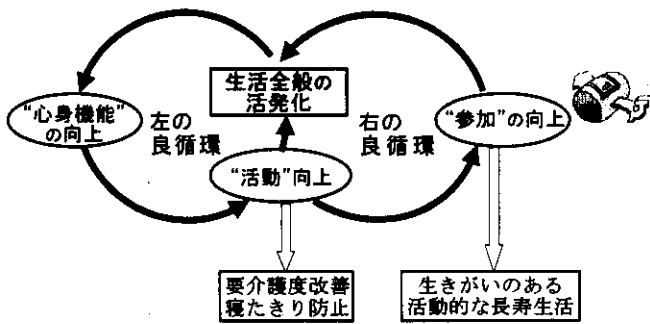 生活全般の
活発化
“心身機能”
の向上
左の
良循環
右の
良循環
“参加”の向上
“活動”向上
要介護度改善
寝たきり防止
生きがいのある
活動的な長寿生活